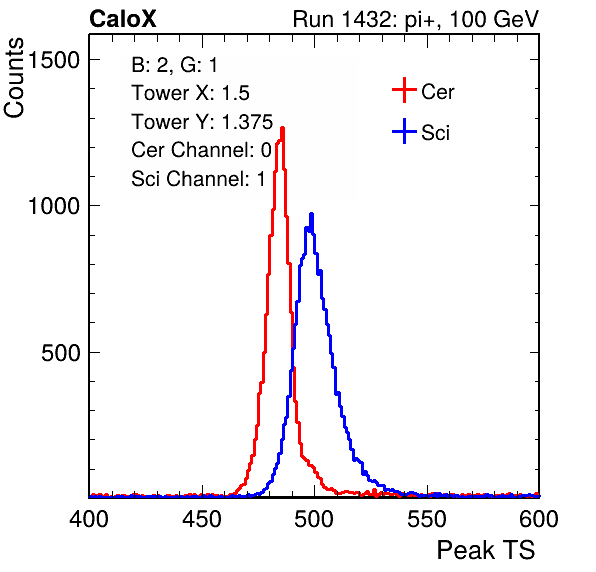 CaloX
Run 1432: pi+, 100 GeV
Counts
1500
1000
500
B: 2, G: 1
Tower X: 1.5
Tower Y: 1.375
Cer Channel: 0
Sci Channel: 1
Cer
Sci
400
450
500
550
600
Peak TS